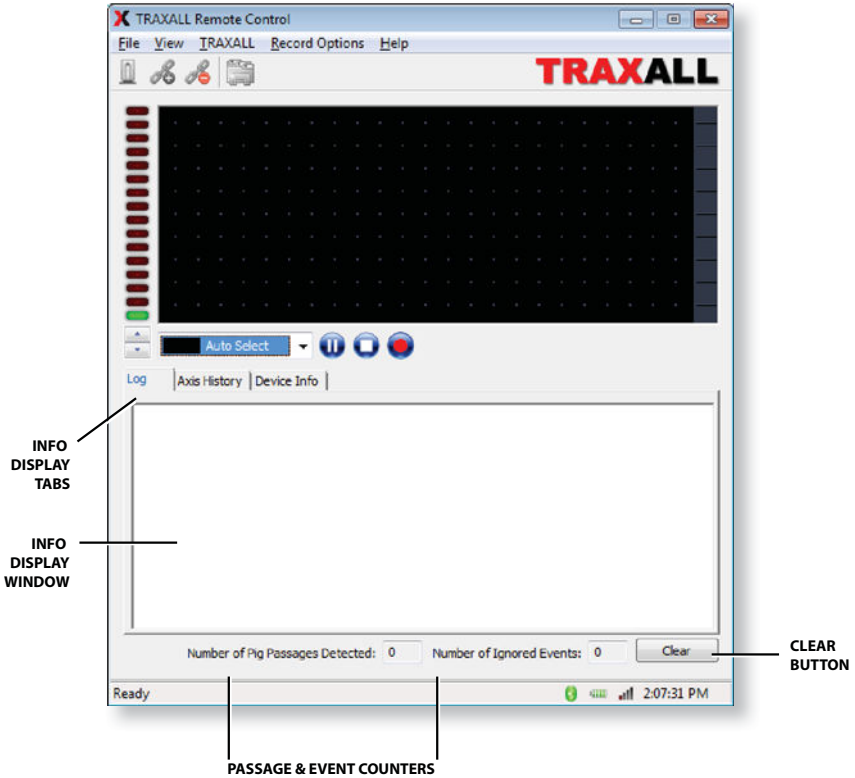 TRAXALL Remote Control
File View TRAXALL Record Options Help
TRAXALL
Auto Select
Log Axis History Device Info
INFO
DISPLAY
TABS
INFO
DISPLAY
WINDOW
Number of Pig Passages Detected: 0 Number of Ignored Events: 0 Clear
CLEAR
BUTTON
Ready 2:07:31 PM
PASSAGE & EVENT COUNTERS